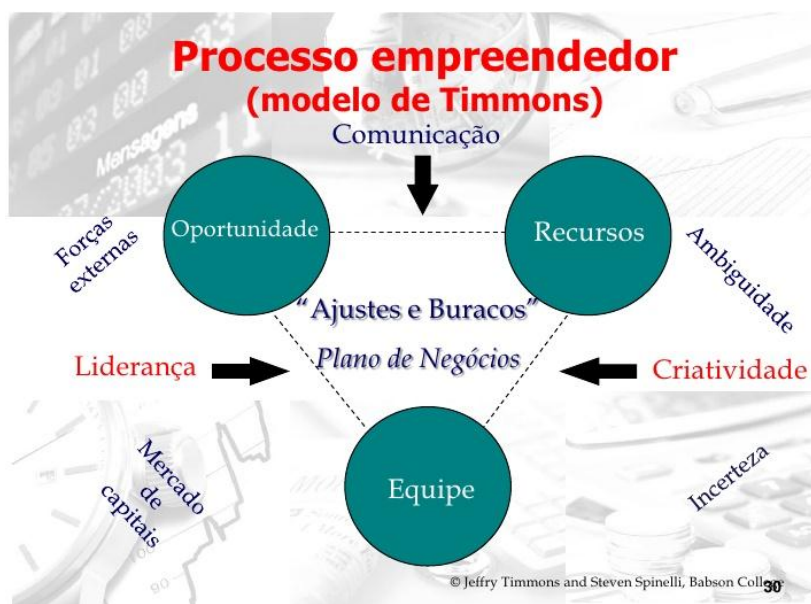 Processo empreendedor
(modelo de Timmons)
Comunicação
Mensagens
Forças
externas
Oportunidade
Recursos
Ambiguidade
“Ajustes e Buracos”
Plano de Negócios
Liderança
Criatividade
Mercado
de
capitais
Equipe
Incerteza
© Jeffry Timmons and Steven Spinelli, Babson College
30